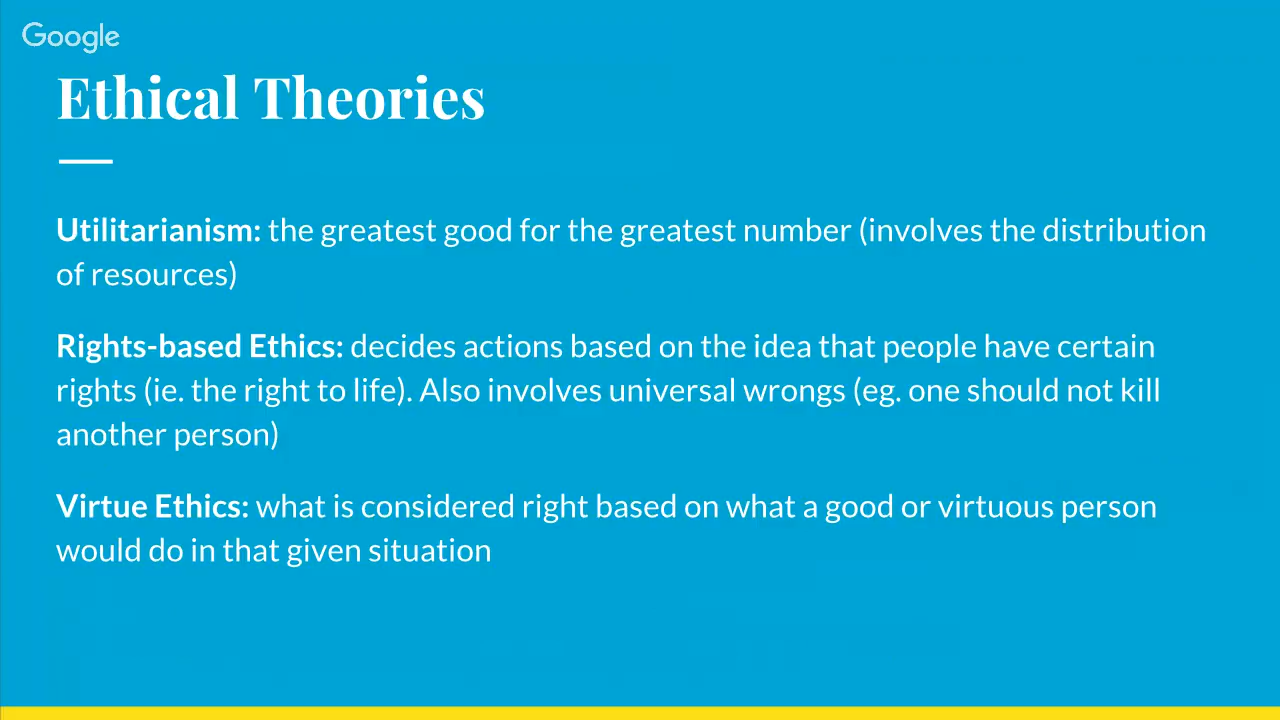 Google
Ethical Theories
Utilitarianism: the greatest good for the greatest number (involves the distribution
of resources)
Rights-based Ethics: decides actions based on the idea that people have certain
rights (ie. the right to life). Also involves universal wrongs (eg. one should not kill
another person)
Virtue Ethics: what is considered right based on what a good or virtuous person
would do in that given situation